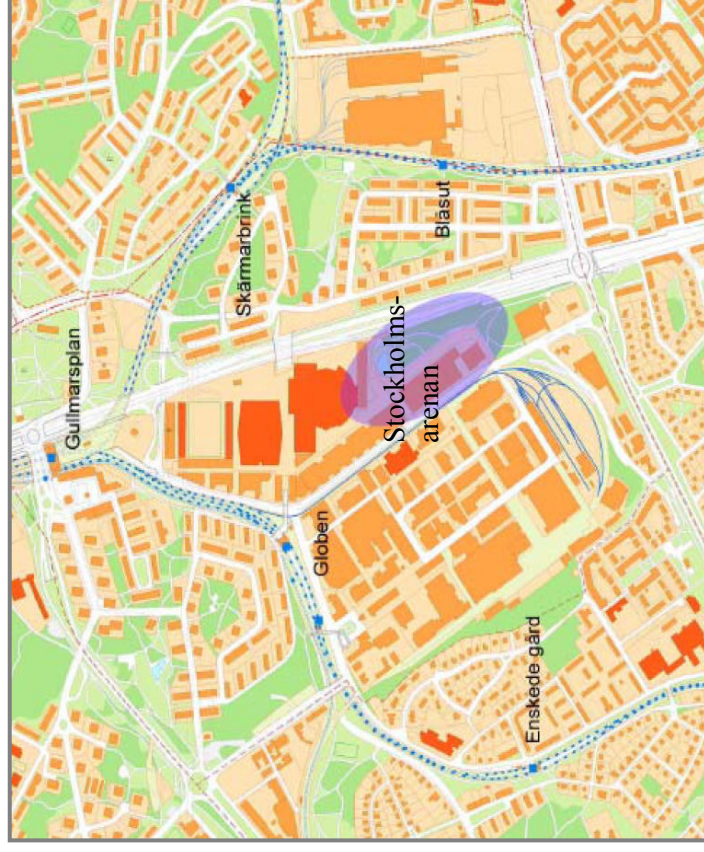 Gullmarsplan
Skärmarbrink
Blåsut
Globen
Stockholms-
arenan
Enskede gård